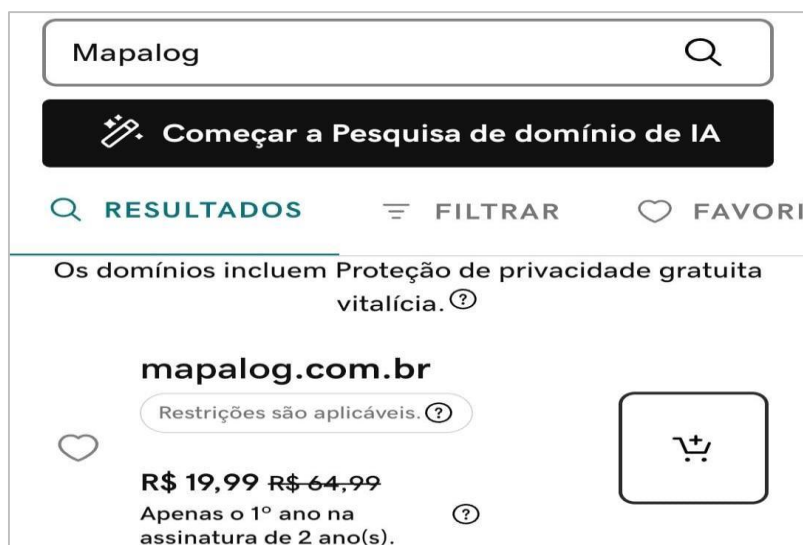 Mapalog
Começar a Pesquisa de domínio de IA
RESULTADOS FILTRAR FAVORI
Os domínios incluem Proteção de privacidade gratuita
vitalícia. ?
mapalog.com.br
Restrições são aplicáveis. ?
R$ 19,99 R$ 64,99
Apenas o 1º ano na ?
assinatura de 2 ano(s).